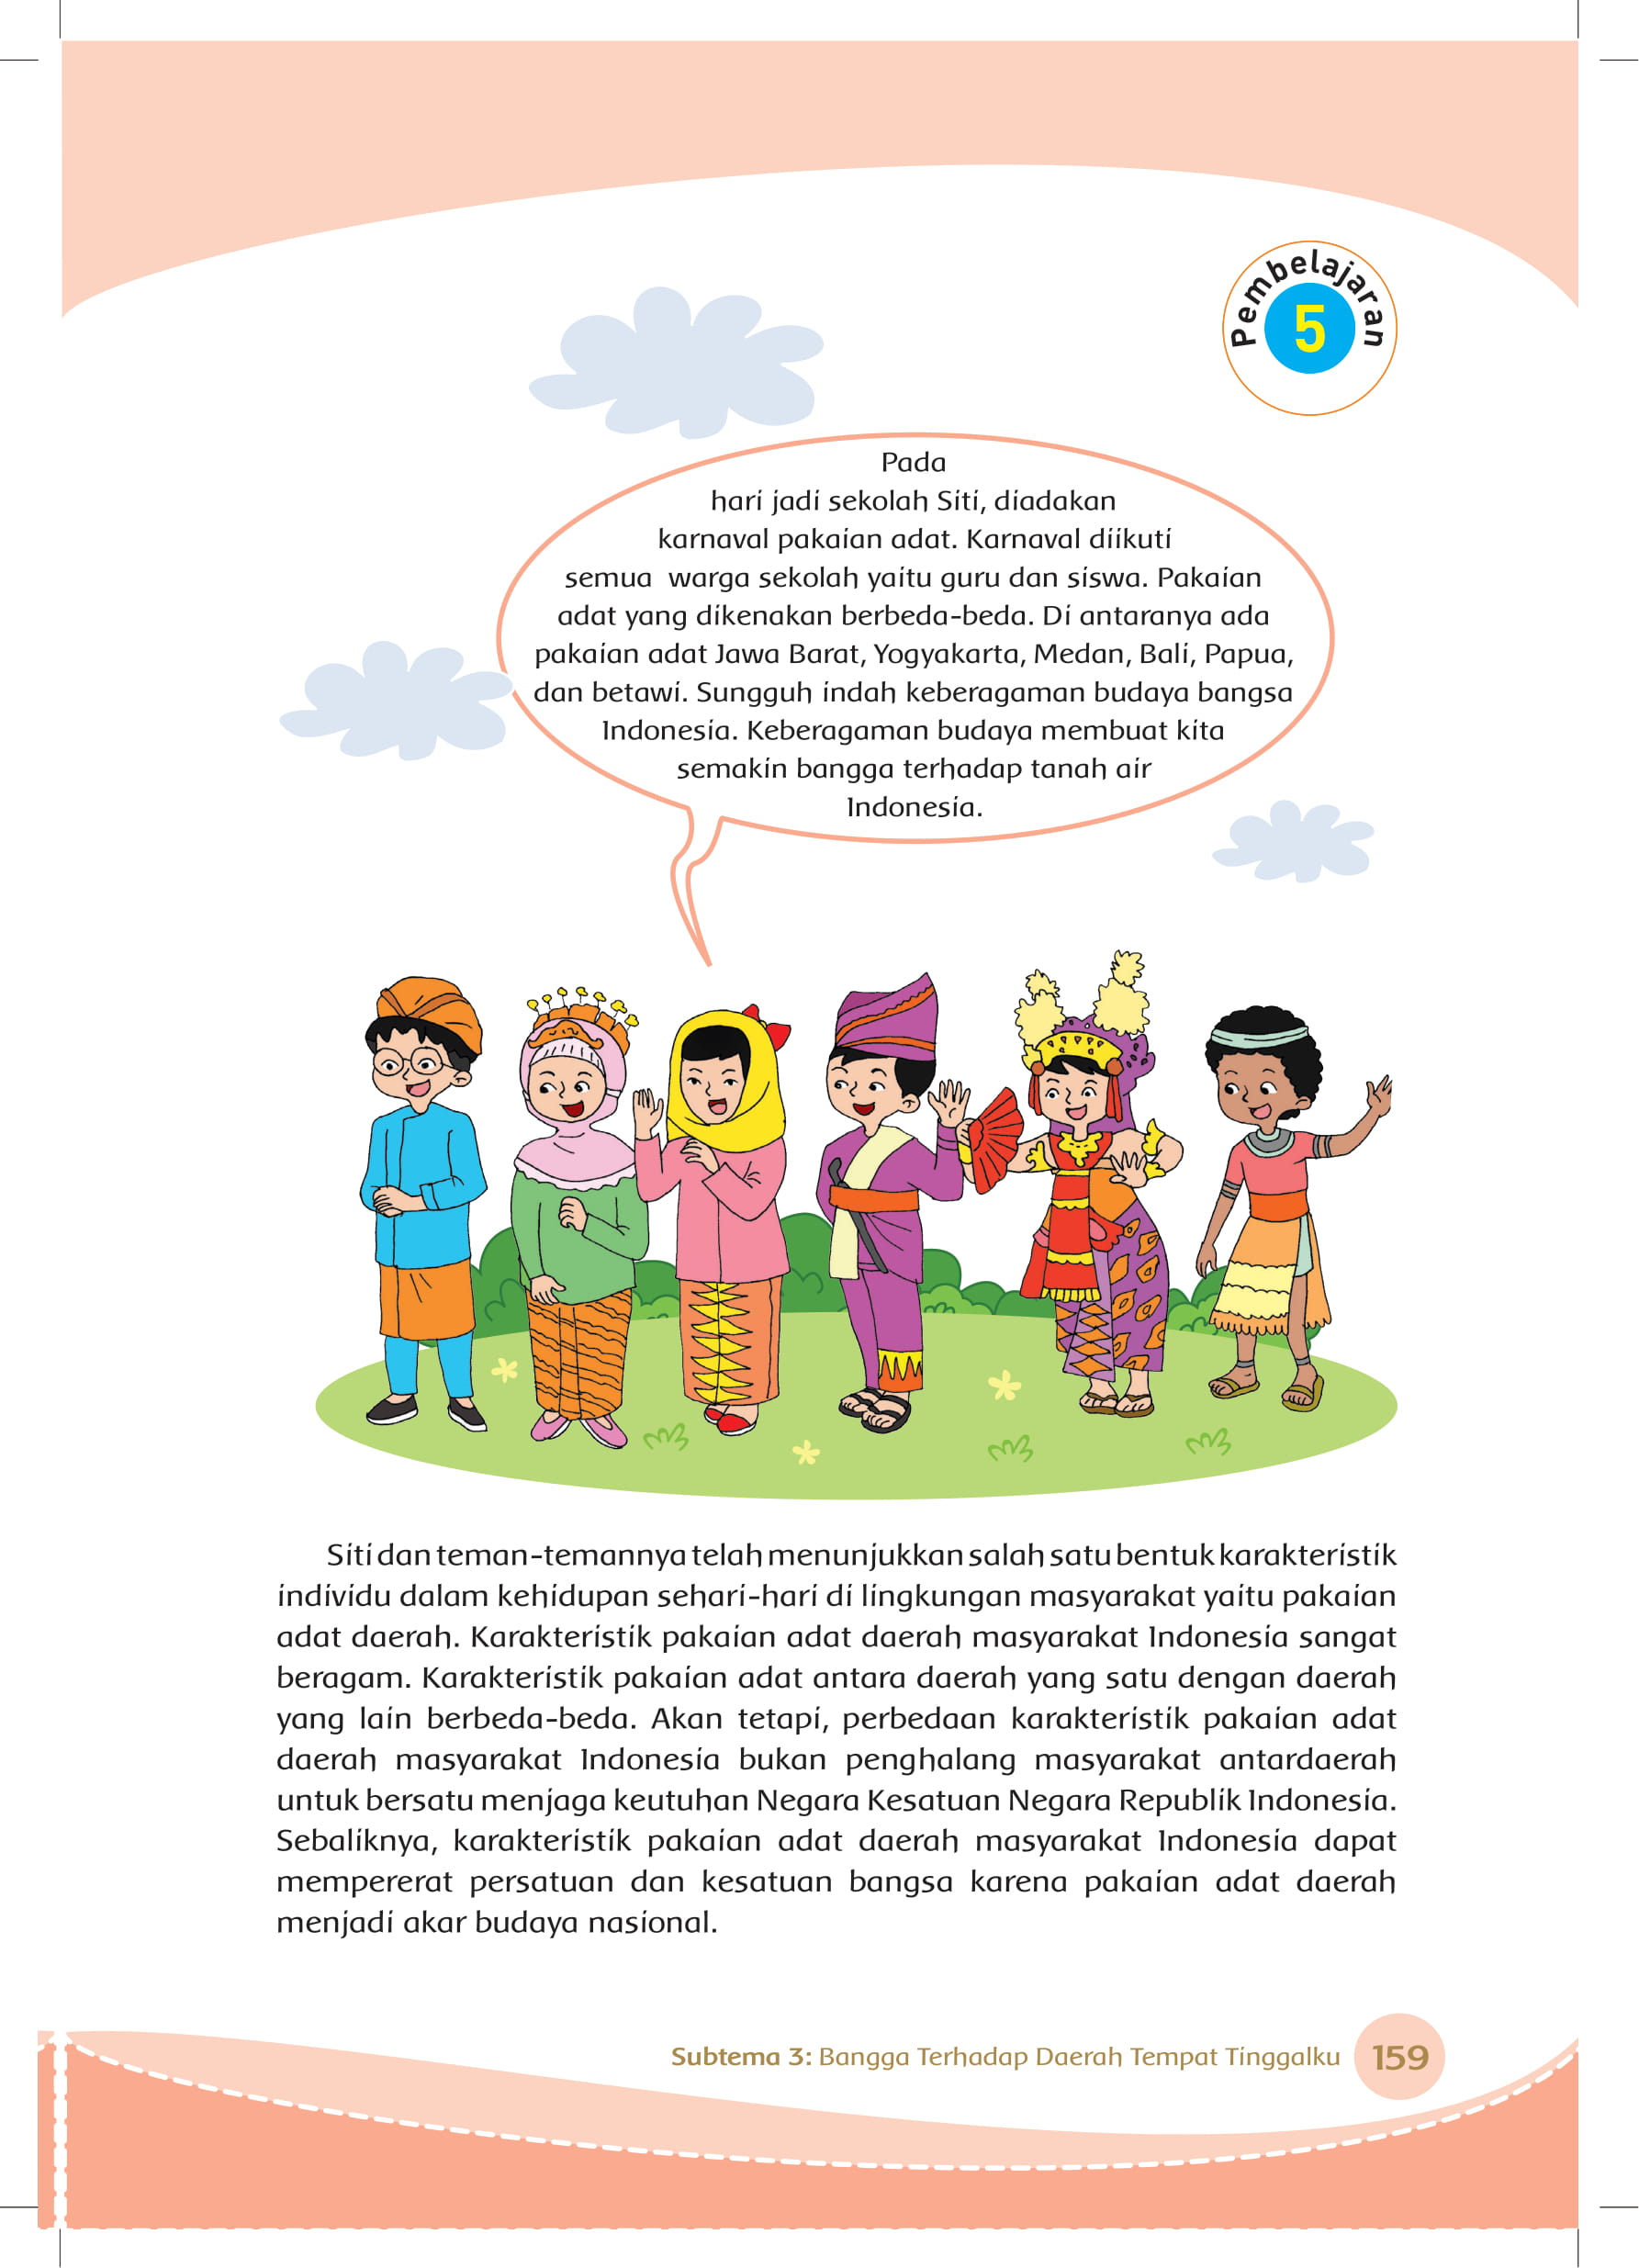 Pembelajaran
5
Pada
hari jadi sekolah Siti, diadakan
karnaval pakaian adat. Karnaval diikuti
semua warga sekolah yaitu guru dan siswa. Pakaian
adat yang dikenakan berbeda-beda. Di antaranya ada
pakaian adat Jawa Barat, Yogyakarta, Medan, Bali, Papua,
dan betawi. Sungguh indah keberagaman budaya bangsa
Indonesia. Keberagaman budaya membuat kita
semakin bangga terhadap tanah air
Indonesia.
Siti dan teman-temannya telah menunjukkan salah satu bentuk karakteristik
individu dalam kehidupan sehari-hari di lingkungan masyarakat yaitu pakaian
adat daerah. Karakteristik pakaian adat daerah masyarakat Indonesia sangat
beragam. Karakteristik pakaian adat antara daerah yang satu dengan daerah
yang lain berbeda-beda. Akan tetapi, perbedaan karakteristik pakaian adat
daerah masyarakat Indonesia bukan penghalang masyarakat antardaerah
untuk bersatu menjaga keutuhan Negara Kesatuan Negara Republik Indonesia.
Sebaliknya, karakteristik pakaian adat daerah masyarakat Indonesia dapat
mempererat persatuan dan kesatuan bangsa karena pakaian adat daerah
menjadi akar budaya nasional.
Subtema 3: Bangga Terhadap Daerah Tempat Tinggalku 159